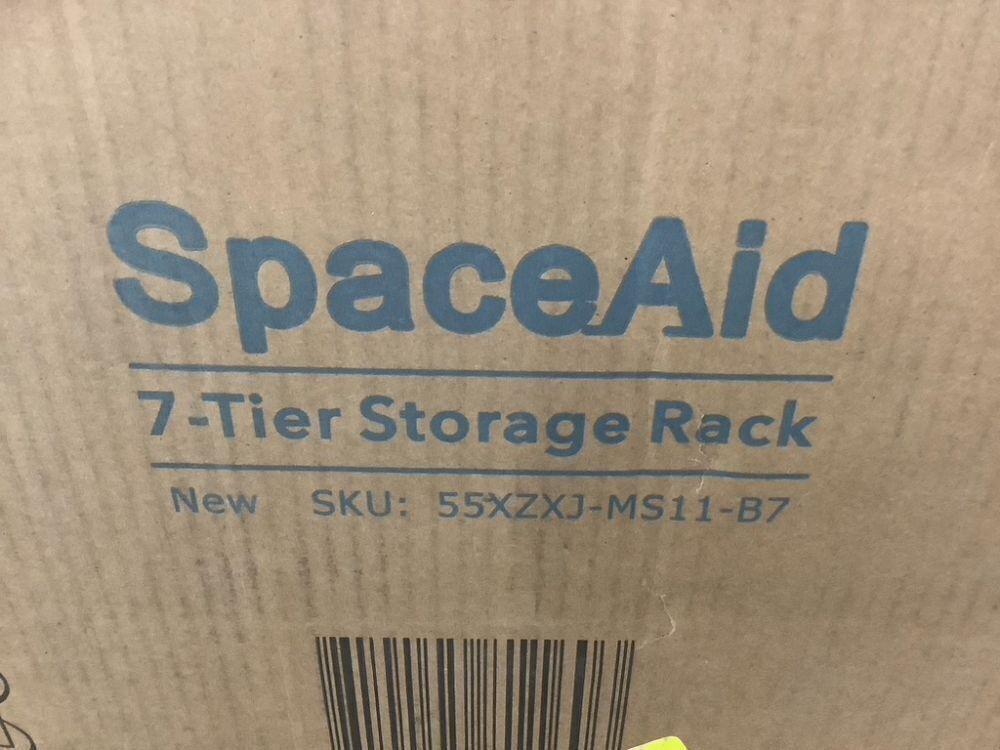 SpaceAid
7-Tier Storage Rack
New SKU: 55XZXJ-MS11-B7